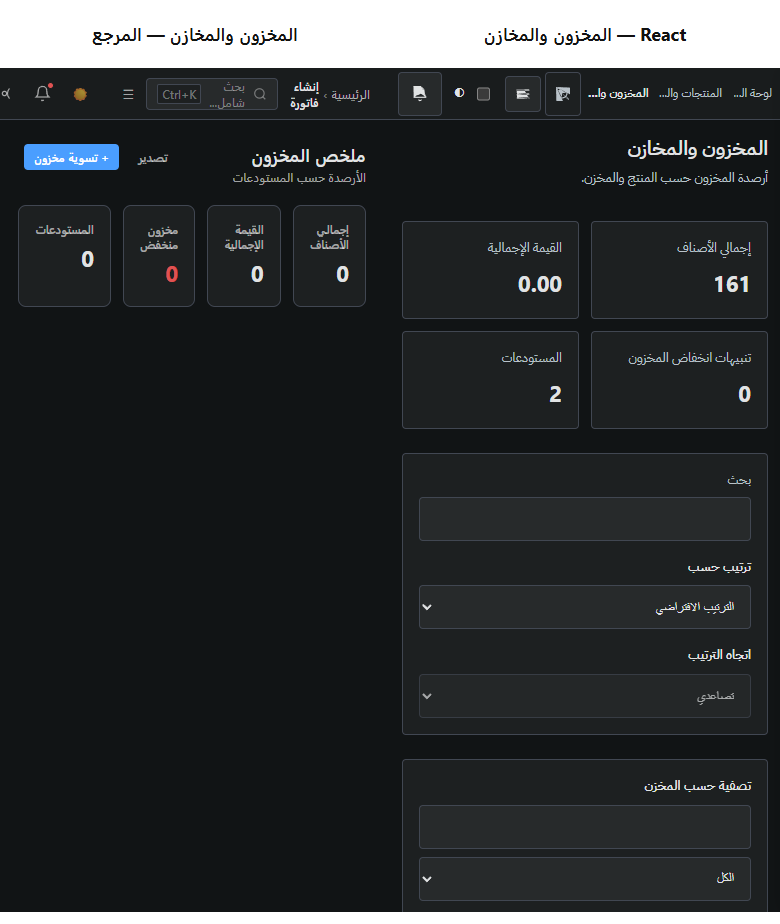 React — المخزون والمخازن
لوحة الـ...
المنتجات والـ...
المخزون وا...
المخزون والمخازن
أرصدة المخزون حسب المنتج والمخزن.
إجمالي الأصناف
161
القيمة الإجمالية
0.00
تنبيهات انخفاض المخزون
0
المستودعات
2
بحث
ترتيب حسب
الترتيب الافتراضي
اتجاه الترتيب
تصاعدي
تصفية حسب المخزن
الكل
المخزون والمخازن — المرجع
الرئيسية › إنشاء فاتورة
بحث شامل...
Ctrl+K
ملخص المخزون
الأرصدة حسب المستودعات
تصدير
+ تسوية مخزون
إجمالي الأصناف
0
القيمة الإجمالية
0
مخزون منخفض
0
المستودعات
0